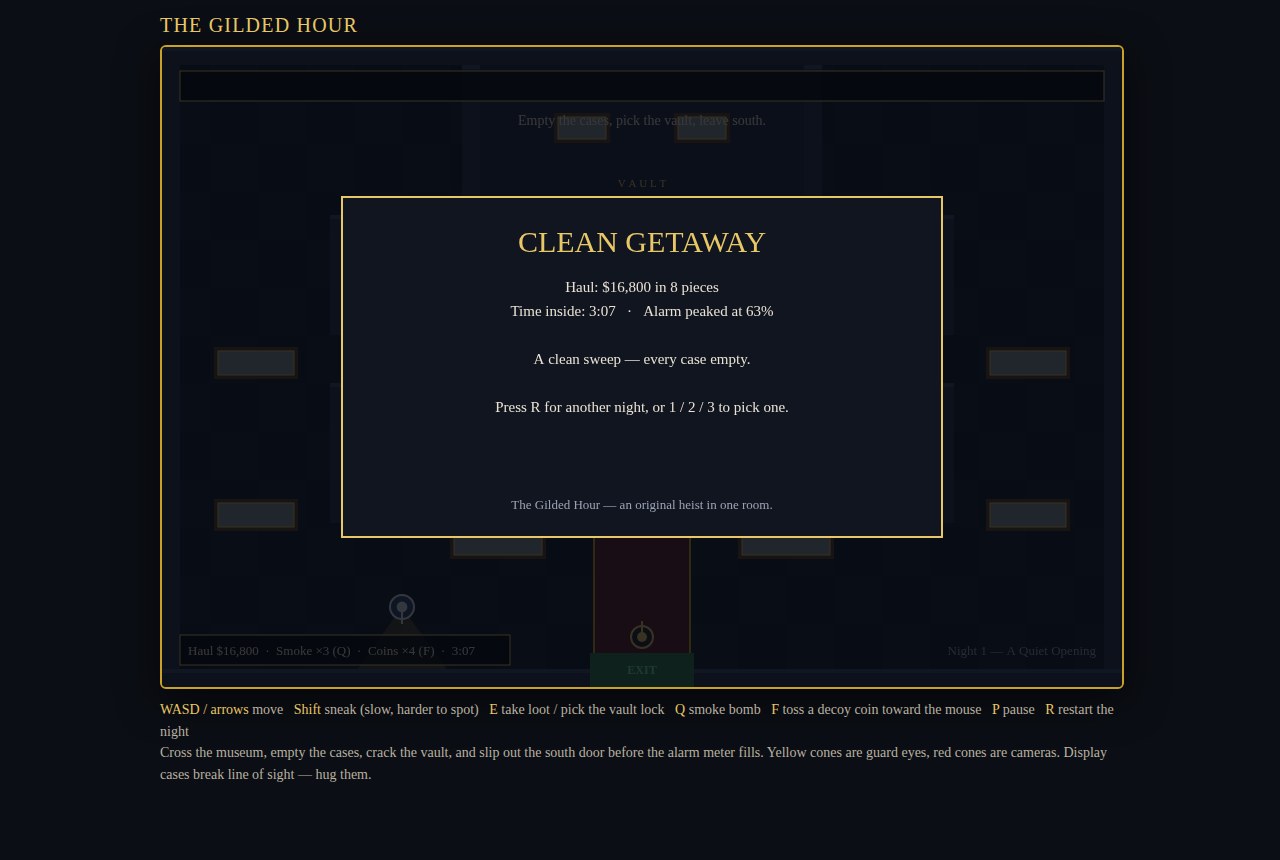 THE GILDED HOUR
Empty the cases, pick the vault, leave south.
VAULT
CLEAN GETAWAY
Haul: $16,800 in 8 pieces
Time inside: 3:07 · Alarm peaked at 63%
A clean sweep — every case empty.
Press R for another night, or 1 / 2 / 3 to pick one.
The Gilded Hour — an original heist in one room.
Haul $16,800 · Smoke ×3 (Q) · Coins ×4 (F) · 3:07
Night 1 — A Quiet Opening
EXIT
WASD / arrows move Shift sneak (slow, harder to spot) E take loot / pick the vault lock Q smoke bomb F toss a decoy coin toward the mouse P pause R restart the
night
Cross the museum, empty the cases, crack the vault, and slip out the south door before the alarm meter fills. Yellow cones are guard eyes, red cones are cameras. Display
cases break line of sight — hug them.